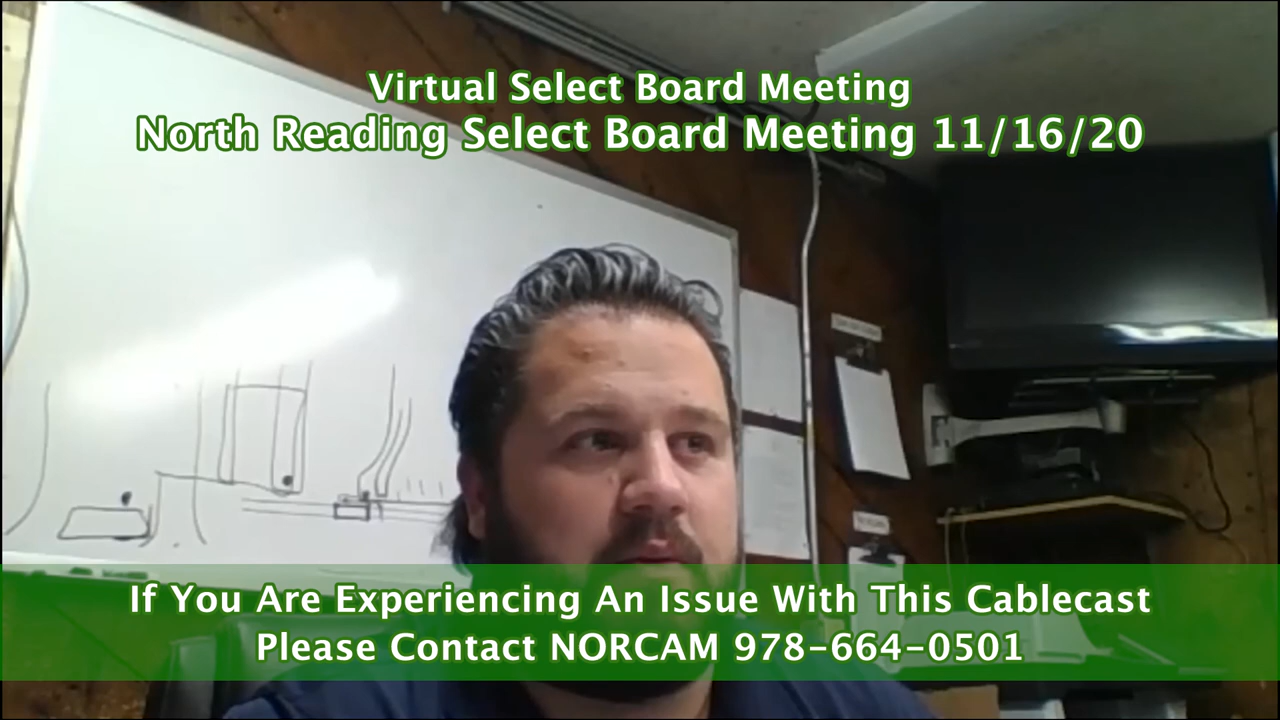 Virtual Select Board Meeting
North Reading Select Board Meeting 11/16/20
If You Are Experiencing An Issue With This Cablecast
Please Contact NORCAM 978-664-0501